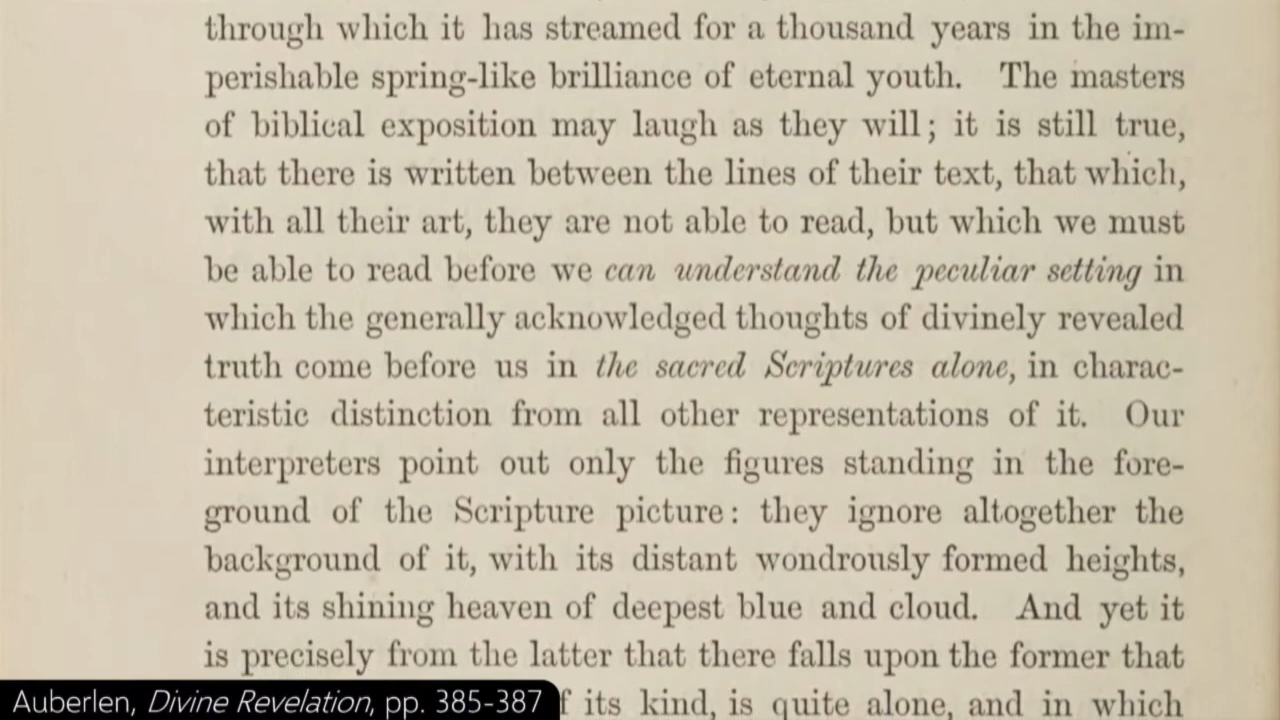 through which it has streamed for a thousand years in the im-
perishable spring-like brilliance of eternal youth. The masters
of biblical exposition may laugh as they will; it is still true,
that there is written between the lines of their text, that which,
with all their art, they are not able to read, but which we must
be able to read before we can understand the peculiar setting in
which the generally acknowledged thoughts of divinely revealed
truth come before us in the sacred Scriptures alone, in charac-
teristic distinction from all other representations of it. Our
interpreters point out only the figures standing in the fore-
ground of the Scripture picture: they ignore altogether the
background of it, with its distant wondrously formed heights,
and its shining heaven of deepest blue and cloud. And yet it
is precisely from the latter that there falls upon the former that
its kind, is quite alone, and in which
Auberlen, Divine Revelation, pp. 385-387